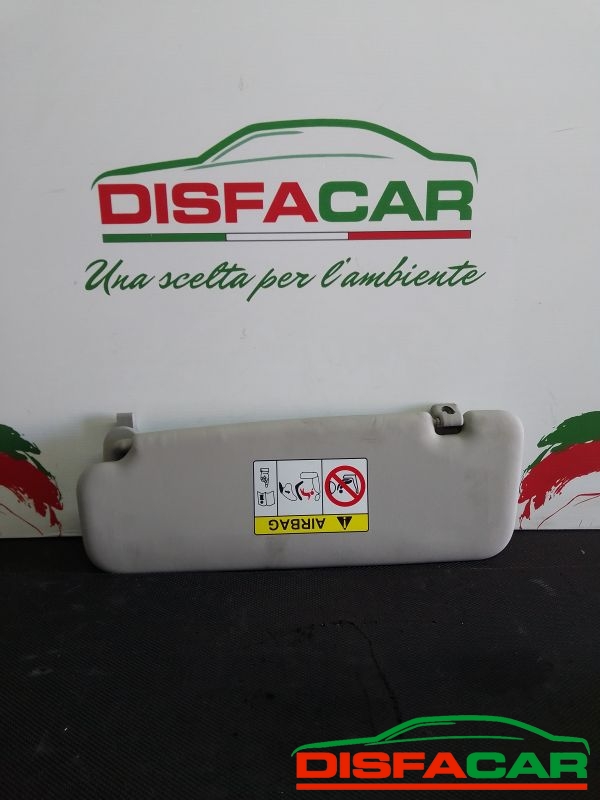 DISFACAR
Una scelta per l'ambiente
AIRBAG
DISFACAR